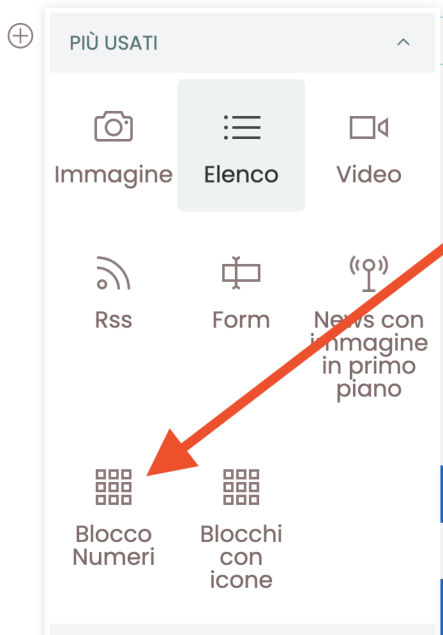 PIÙ USATI
Immagine
Elenco
Video
Rss
Form
News con
immagine
in primo
piano
Blocco
Numeri
Blocchi
con
icone